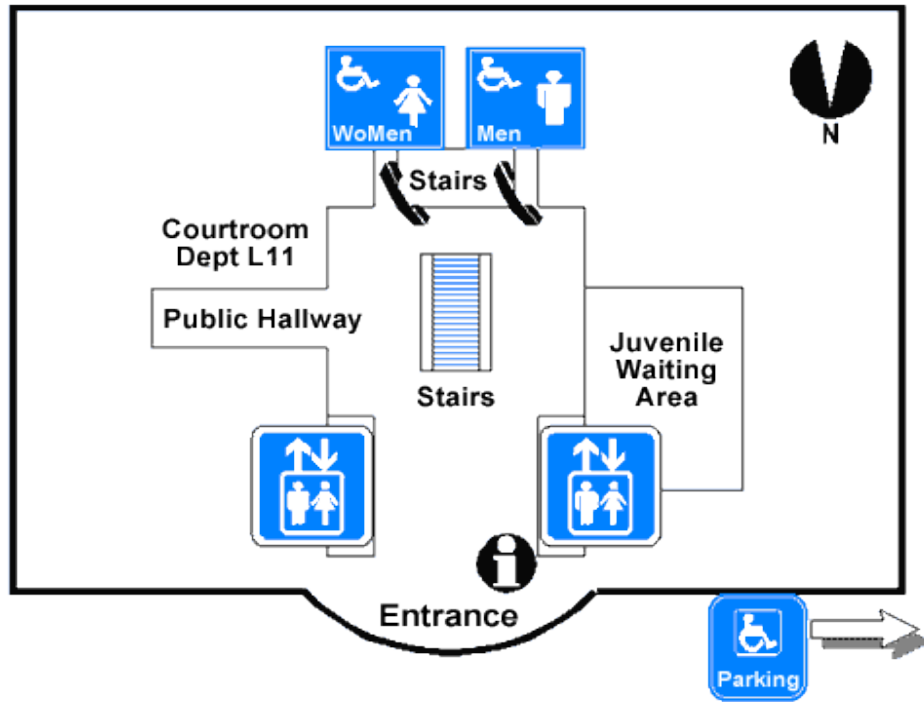 WoMen
Men
N
Stairs
Courtroom
Dept L11
Public Hallway
Juvenile
Waiting
Area
Stairs
i
Entrance
Parking